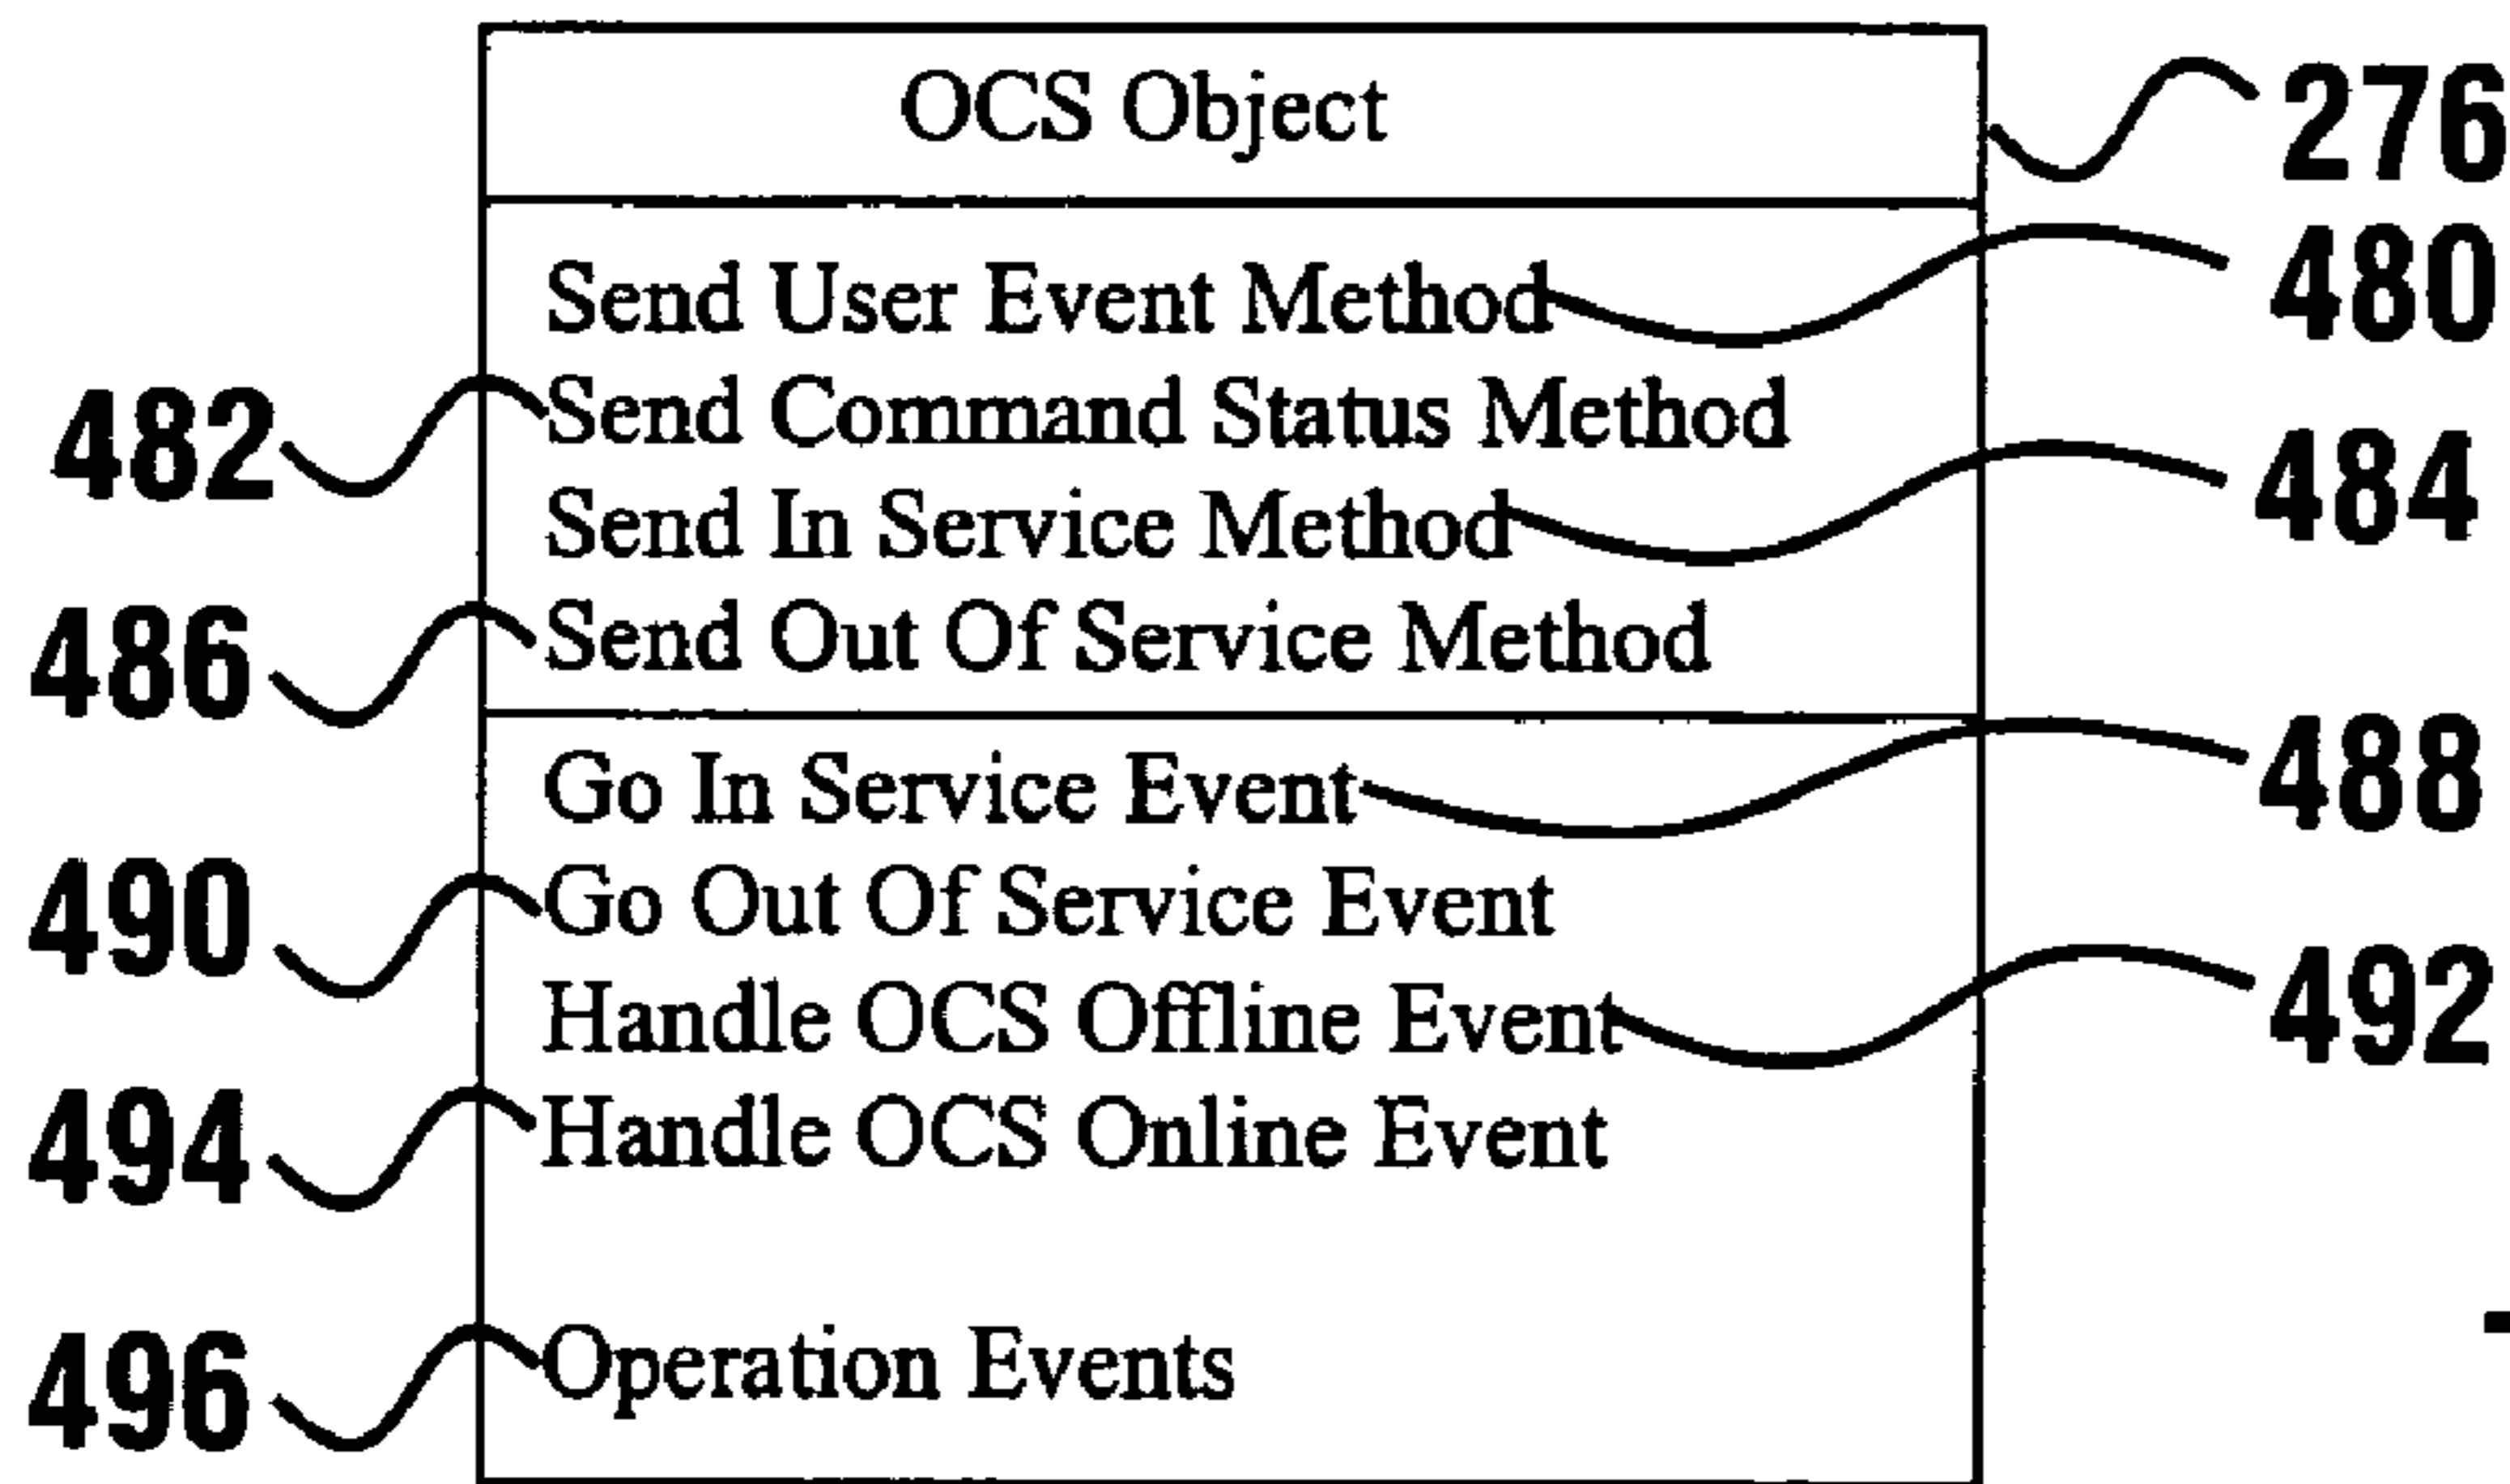 OCS Object
276
Send User Event Method
480
482
Send Command Status Method
Send In Service Method
484
486
Send Out Of Service Method
Go In Service Event
488
490
Go Out Of Service Event
Handle OCS Offline Event
492
494
Handle OCS Online Event
496
Operation Events